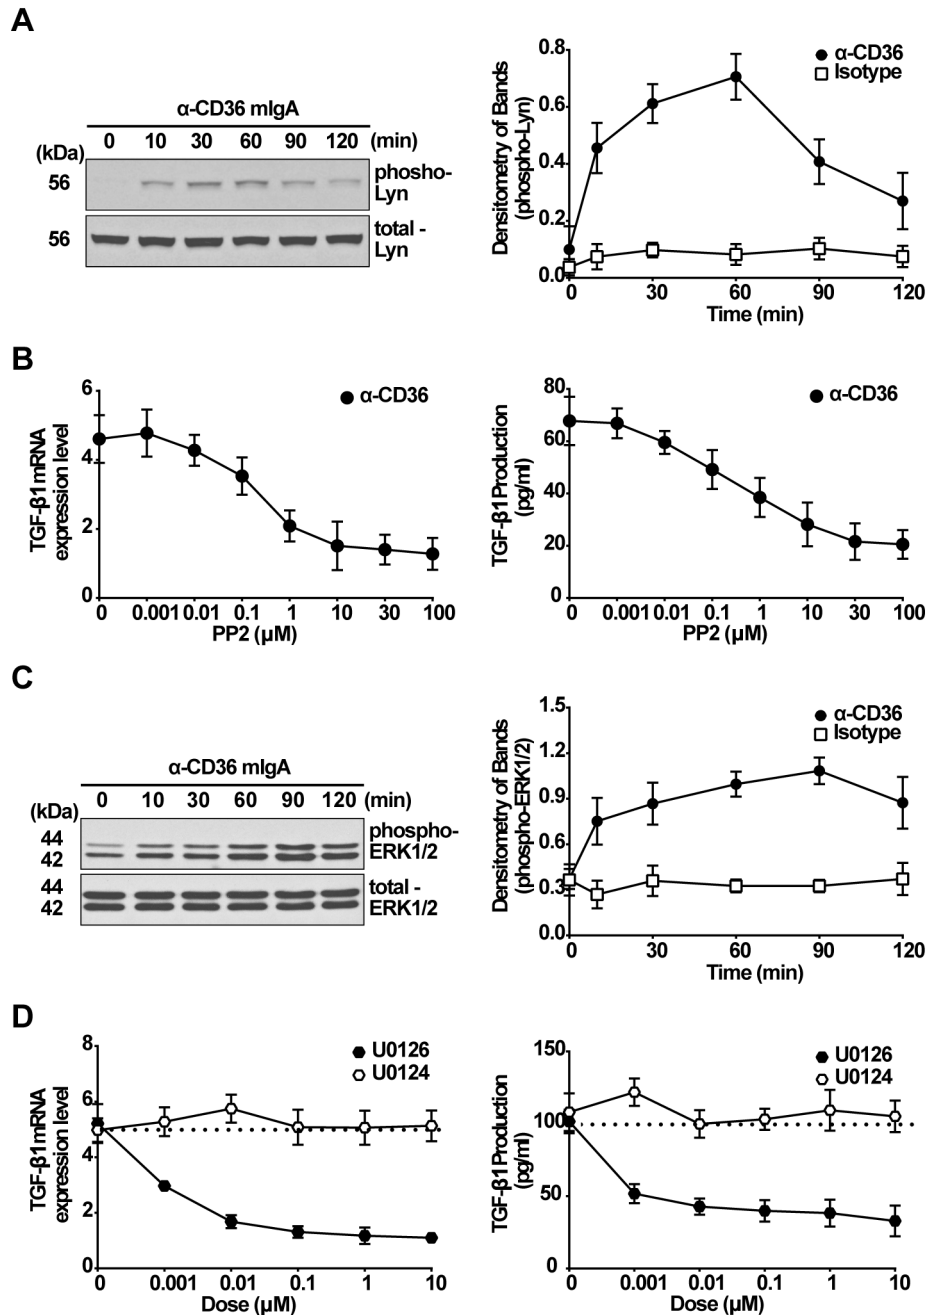 A
α-CD36 mIgA
0 10 30 60 90 120 (min)
(kDa)
56
phosho-
Lyn
56
total -
Lyn
Densitometry of Bands
(phospho-Lyn)
0.8
0.6
0.4
0.2
0.0
0 30 60 90 120
Time (min)
α-CD36
Isotype
B
TGF-β1 mRNA
expression level
6
4
2
0
0 0.001 0.01 0.1 1 10 30 100
PP2 (µM)
α-CD36
TGF-β1 Production
(pg/ml)
80
60
40
20
0
0 0.001 0.01 0.1 1 10 30 100
PP2 (µM)
α-CD36
C
α-CD36 mIgA
0 10 30 60 90 120 (min)
(kDa)
44
42
phospho-
ERK1/2
44
42
total -
ERK1/2
Densitometry of Bands
(phospho-ERK1/2)
1.5
1.2
0.9
0.6
0.3
0.0
0 30 60 90 120
Time (min)
α-CD36
Isotype
D
TGF-β1 mRNA
expression level
8
6
4
2
0
0 0.001 0.01 0.1 1 10
Dose (µM)
U0126
U0124
TGF-β1 Production
(pg/ml)
150
100
50
0
0 0.001 0.01 0.1 1 10
Dose (µM)
U0126
U0124